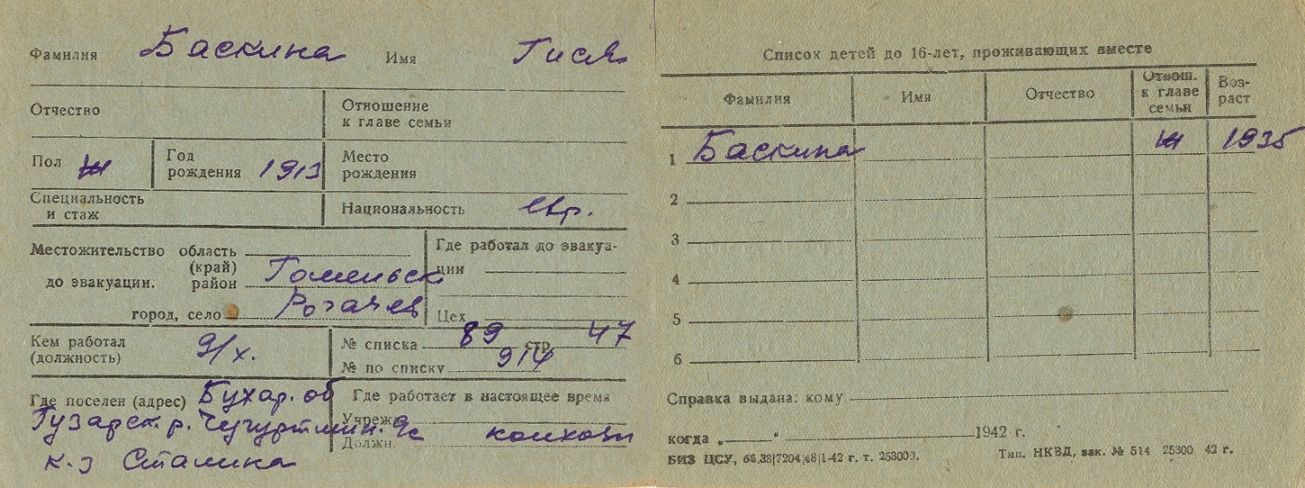 Фамилия Баскина Имя Гися
Отчество
Отношение к главе семьи
Пол ж
Год рождения 1913
Место рождения
Специальность и стаж
Национальность евр.
Местожительство до эвакуации.
область (край)
район Гомельск
город, село Рогачев
Где работал до эвакуации
Цех
Кем работал (должность) д/х.
№ списка 89 стр. 47
№ по списку 914
Где поселен (адрес) Бухар. об
Гузарск. р.
к-з Сталина
Где работает в настоящее время
Учрежд
Должн колхозн
Список детей до 16-лет, проживающих вместе
Фамилия Имя Отчество Отнош. к главе семьи Возраст
1 Баскина ж 1935
2
3
4
5
6
Справка выдана: кому
когда „ “ 1942 г.
БИЗ ЦСУ, 68,38|7204,48|1-42 г. т. 253000. Тип. НКВД, зак. № 514 25300 42 г.